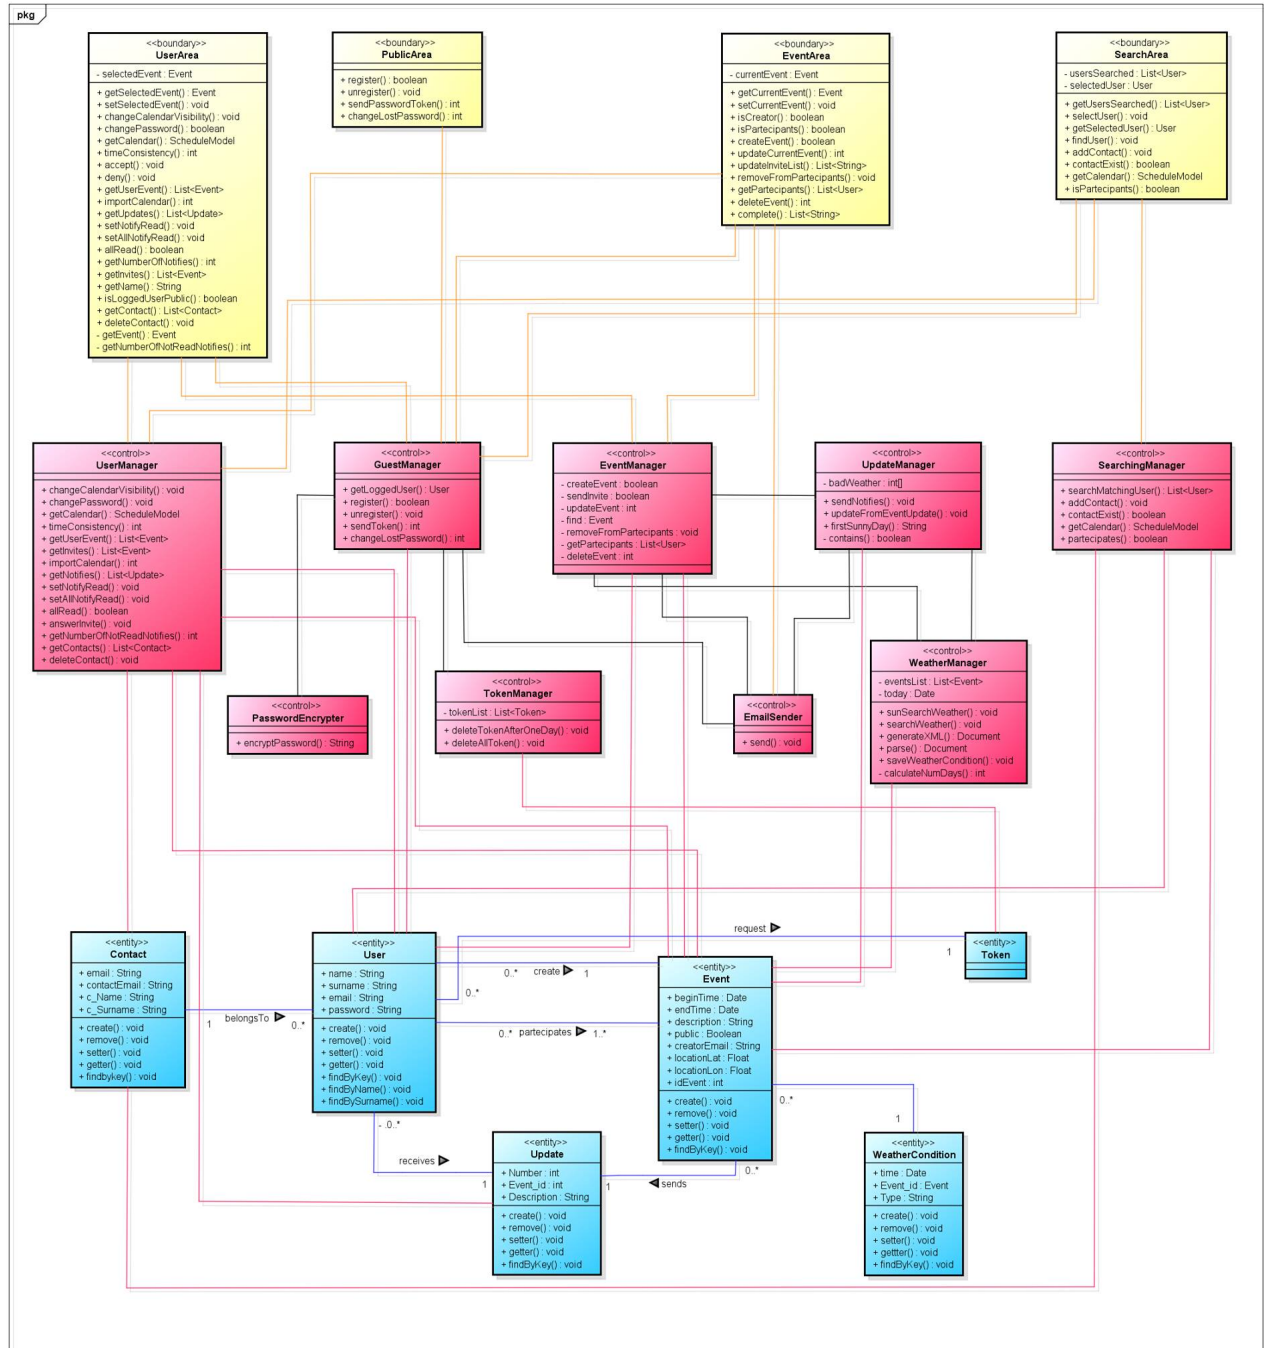 pkg
<<boundary>>
UserArea
- selectedEvent : Event
+ getSelectedEvent() : Event
+ setSelectedEvent() : void
+ changeCalendarVisibility() : void
+ changePassword() : boolean
+ getCalendar() : ScheduleModel
+ timeConsistency() : int
+ accept() : void
+ deny() : void
+ getUserEvent() : List<Event>
+ importCalendar() : int
+ getUpdates() : List<Update>
+ setNotifyRead() : void
+ setAllNotifyRead() : void
+ allRead() : boolean
+ getNumberOfNotifies() : int
+ getInvites() : List<Event>
+ getName() : String
+ isLoggedUserPublic() : boolean
+ getContact() : List<Contact>
+ deleteContact() : void
- getEvent() : Event
- getNumberOfNotReadNotifies() : int
<<boundary>>
PublicArea
+ register() : boolean
+ unregister() : void
+ sendPasswordToken() : int
+ changeLostPassword() : int
<<boundary>>
EventArea
- currentEvent : Event
+ getCurrentEvent() : Event
+ setCurrentEvent() : void
+ isCreator() : boolean
+ isPartecipants() : boolean
+ createEvent() : boolean
+ updateCurrentEvent() : int
+ updateInviteList() : List<String>
+ removeFromPartecipants() : void
+ getPartecipants() : List<User>
+ deleteEvent() : int
+ complete() : List<String>
<<boundary>>
SearchArea
- usersSearched : List<User>
- selectedUser : User
+ getUsersSearched() : List<User>
+ selectUser() : void
+ getSelectedUser() : User
+ findUser() : void
+ addContact() : void
+ contactExist() : boolean
+ getCalendar() : ScheduleModel
+ isPartecipants() : boolean
<<control>>
UserManager
+ changeCalendarVisibility() : void
+ changePassword() : void
+ getCalendar() : ScheduleModel
+ timeConsistency() : int
+ getUserEvent() : List<Event>
+ getInvites() : List<Event>
+ importCalendar() : int
+ getNotifies() : List<Update>
+ setNotifyRead() : void
+ setAllNotifyRead() : void
+ allRead() : boolean
+ answerInvite() : void
+ getNumberOfNotReadNotifies() : int
+ getContacts() : List<Contact>
+ deleteContact() : void
<<control>>
GuestManager
+ getLoggedUser() : User
+ register() : boolean
+ unregister() : void
+ sendToken() : int
+ changeLostPassword() : int
<<control>>
EventManager
- createEvent : boolean
- sendInvite : boolean
- updateEvent : int
- find : Event
- removeFromPartecipants : void
- getPartecipants : List<User>
- deleteEvent : int
<<control>>
UpdateManager
- badWeather : int[]
+ sendNotifies() : void
+ updateFromEventUpdate() : void
+ firstSunnyDay() : String
- contains() : boolean
<<control>>
SearchingManager
+ searchMatchingUser() : List<User>
+ addContact() : void
+ contactExist() : boolean
+ getCalendar() : ScheduleModel
+ partecipates() : boolean
<<control>>
PasswordEncrypter
+ encryptPassword() : String
<<control>>
TokenManager
- tokenList : List<Token>
+ deleteTokenAfterOneDay() : void
+ deleteAllToken() : void
<<control>>
EmailSender
+ send() : void
<<control>>
WeatherManager
- eventsList : List<Event>
- today : Date
+ sunSearchWeather() : void
+ searchWeather() : void
+ generateXML() : Document
+ parse() : Document
+ saveWeatherCondition() : void
- calculateNumDays() : int
<<entity>>
Contact
+ email : String
+ contactEmail : String
+ c_Name : String
+ c_Surname : String
+ create() : void
+ remove() : void
+ setter() : void
+ getter() : void
+ findbykey() : void
1
belongsTo
0..*
<<entity>>
User
+ name : String
+ surname : String
+ email : String
+ password : String
+ create() : void
+ remove() : void
+ setter() : void
+ getter() : void
+ findByKey() : void
+ findByName() : void
+ findBySurname() : void
request
1
0..*
0..*
create
1
0..*
partecipates
1..*
<<entity>>
Token
<<entity>>
Event
+ beginTime : Date
+ endTime : Date
+ description : String
+ public : Boolean
+ creatorEmail : String
+ locationLat : Float
+ locationLon : Float
+ idEvent : int
+ create() : void
+ remove() : void
+ setter() : void
+ getter() : void
+ findByKey() : void
0..*
1
- .0..*
receives
1
<<entity>>
Update
+ Number : int
+ Event_id : int
+ Description : String
+ create() : void
+ remove() : void
+ setter() : void
+ getter() : void
+ findByKey() : void
0..*
sends
1
<<entity>>
WeatherCondition
+ time : Date
+ Event_id : Event
+ Type : String
+ create() : void
+ remove() : void
+ setter() : void
+ gettter() : void
+ findByKey() : void